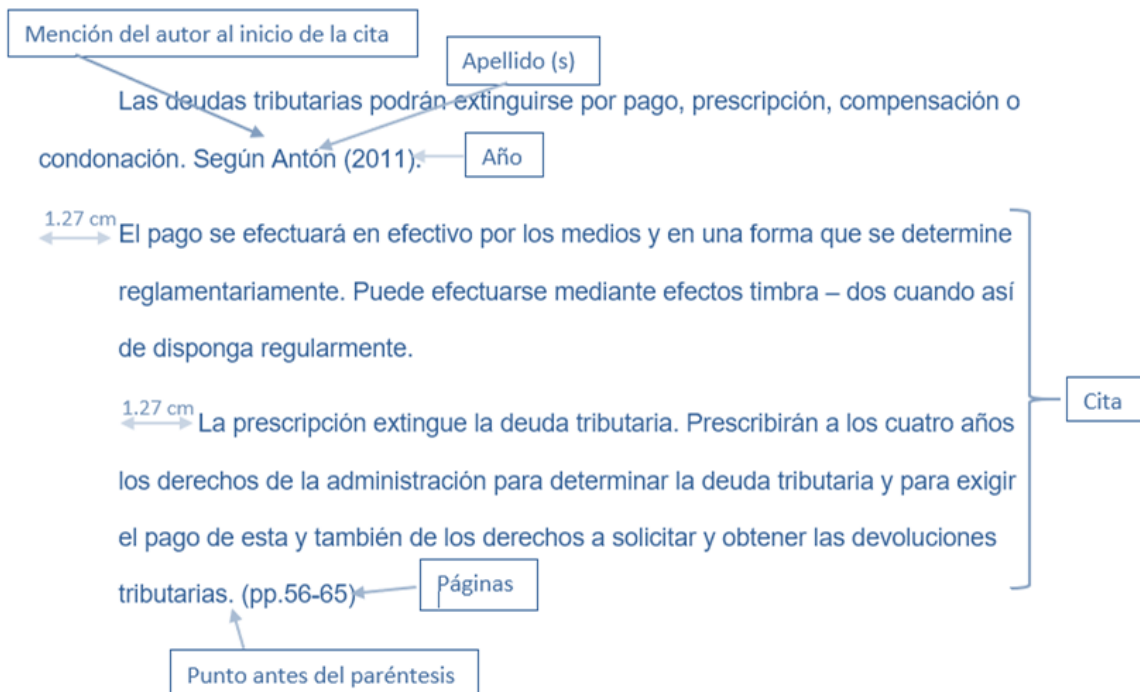 Mención del autor al inicio de la cita
Apellido (s)
Las deudas tributarias podrán extinguirse por pago, prescripción, compensación o
condonación. Según Antón (2011).
Año
1.27 cm
El pago se efectuará en efectivo por los medios y en una forma que se determine
reglamentariamente. Puede efectuarse mediante efectos timbra – dos cuando así
de disponga regularmente.
1.27 cm
La prescripción extingue la deuda tributaria. Prescribirán a los cuatro años
Cita
los derechos de la administración para determinar la deuda tributaria y para exigir
el pago de esta y también de los derechos a solicitar y obtener las devoluciones
tributarias. (pp.56-65)
Páginas
Punto antes del paréntesis